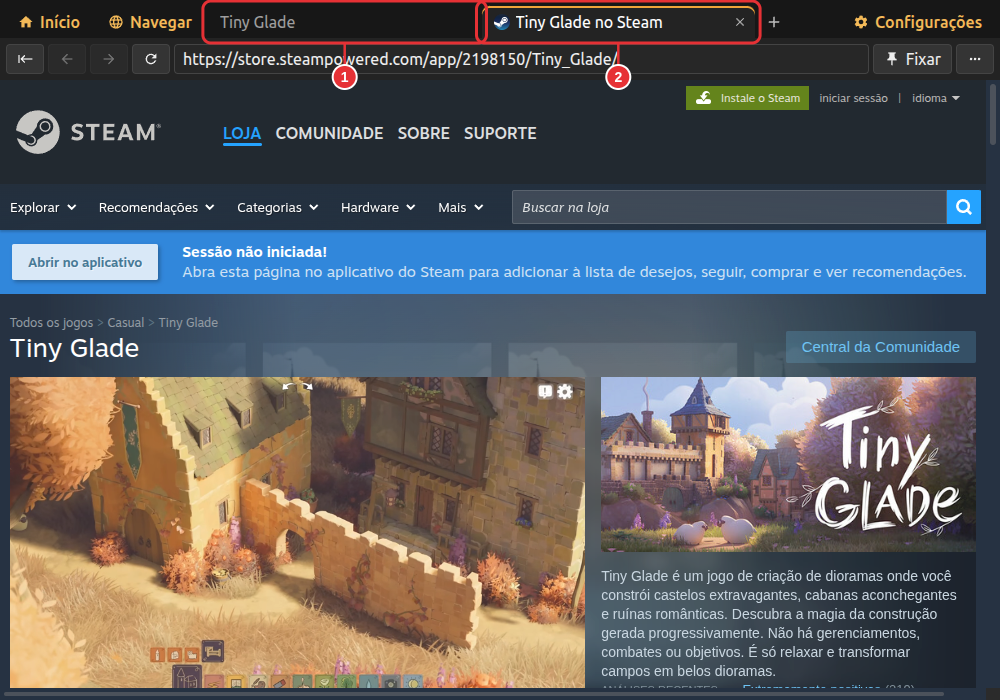 Início
Navegar
Tiny Glade
Tiny Glade no Steam
Configurações
https://store.steampowered.com/app/2198150/Tiny_Glade/
Fixar
1
2
Instale o Steam
iniciar sessão | idioma
STEAM®
LOJA COMUNIDADE SOBRE SUPORTE
Explorar Recomendações Categorias Hardware Mais
Buscar na loja
Abrir no aplicativo
Sessão não iniciada!
Abra esta página no aplicativo do Steam para adicionar à lista de desejos, seguir, comprar e ver recomendações.
Todos os jogos > Casual > Tiny Glade
Tiny Glade
Central da Comunidade
Tiny
GLADe
Tiny Glade é um jogo de criação de dioramas onde você
constrói castelos extravagantes, cabanas aconchegantes
e ruínas românticas. Descubra a magia da construção
gerada progressivamente. Não há gerenciamentos,
combates ou objetivos. É só relaxar e transformar
campos em belos dioramas.